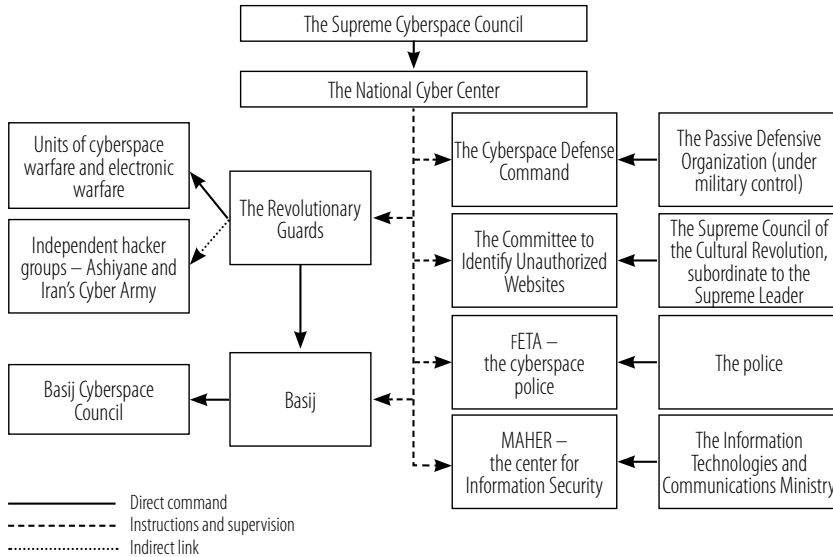 The Supreme Cyberspace Council
The National Cyber Center
Units of cyberspace
warfare and electronic
warfare
Independent hacker
groups – Ashiyane and
Iran's Cyber Army
The Revolutionary
Guards
Basij Cyberspace
Council
Basij
The Cyberspace Defense
Command
The Passive Defensive
Organization (under
military control)
The Committee to
Identify Unauthorized
Websites
The Supreme Council of
the Cultural Revolution,
subordinate to the
Supreme Leader
FETA –
the cyberspace
police
The police
MAHER –
the center for
Information Security
The Information
Technologies and
Communications Ministry
Direct command
Instructions and supervision
Indirect link